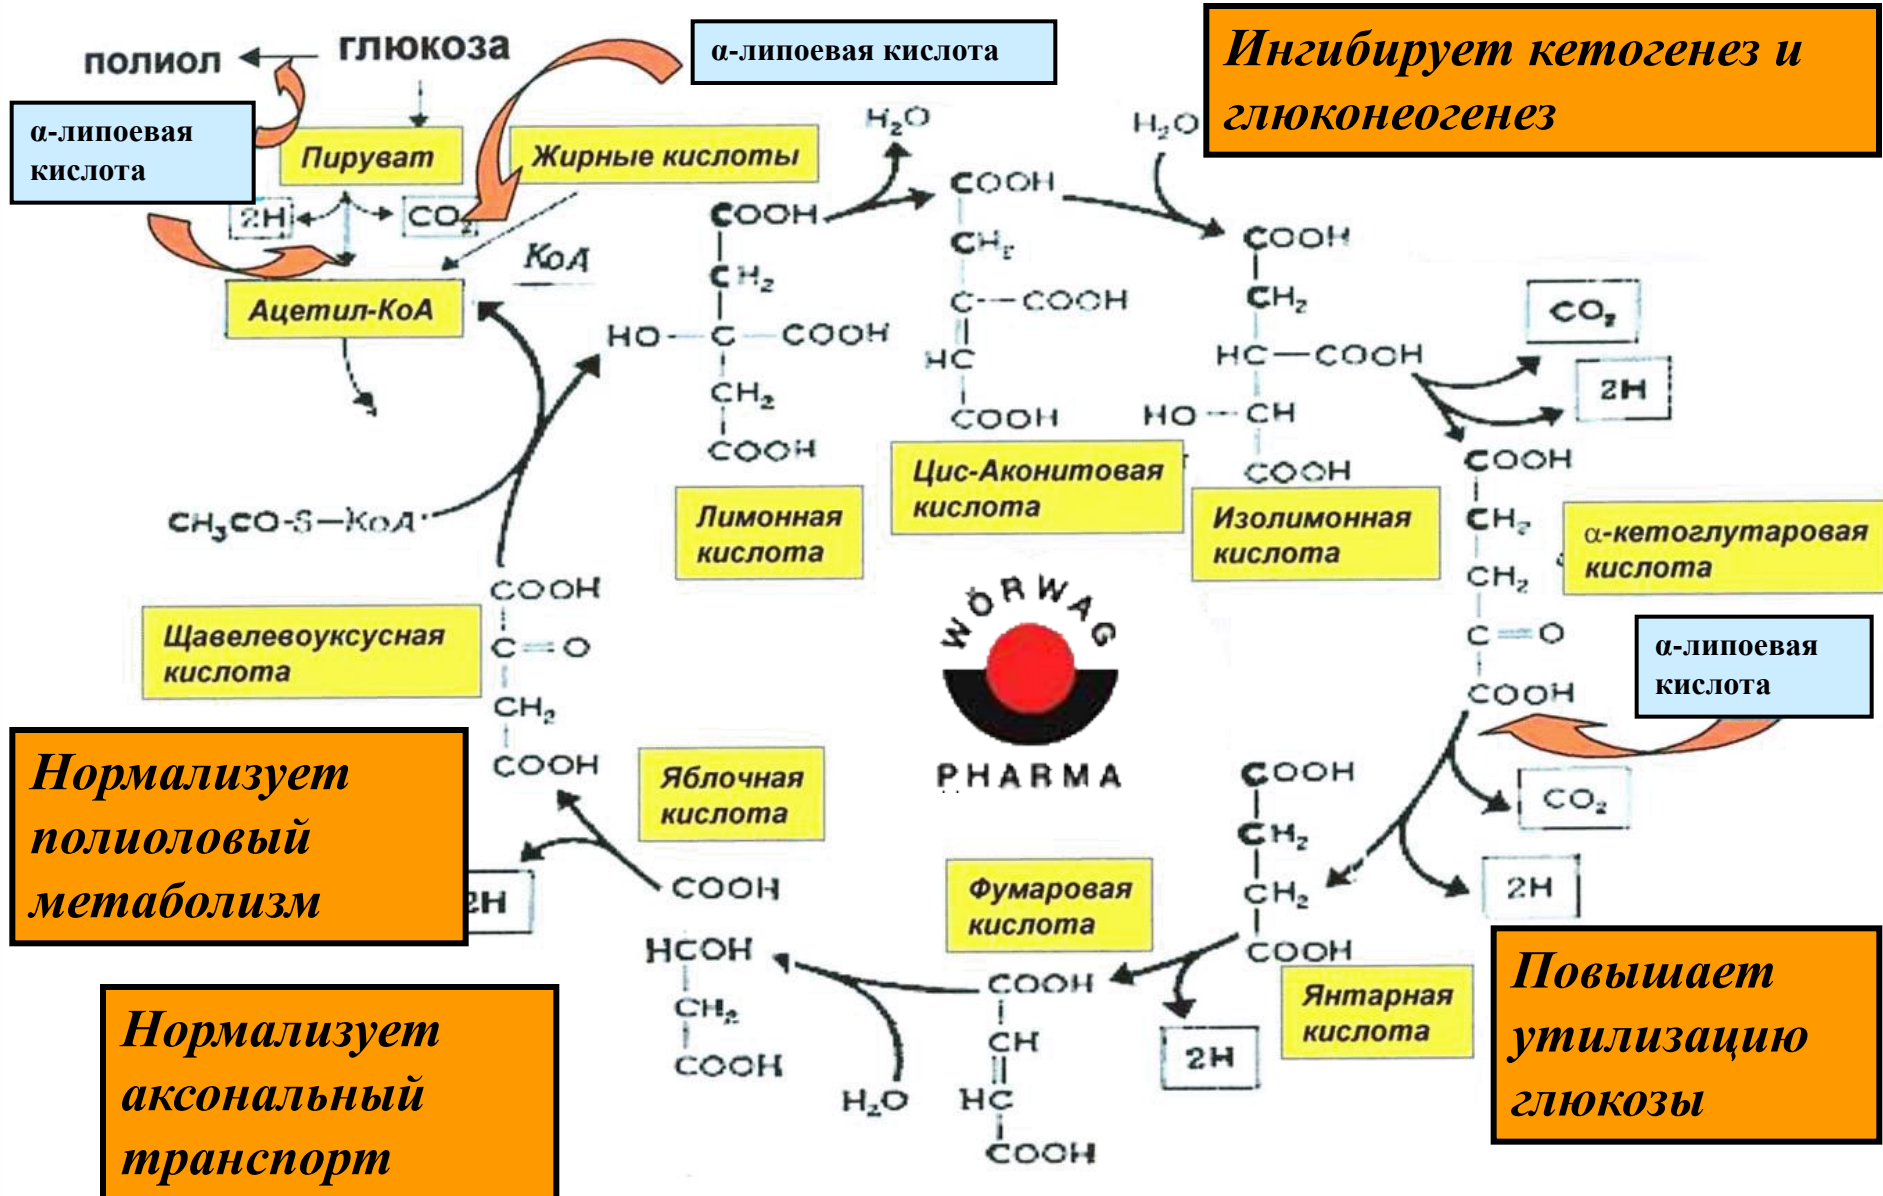 полиол
глюкоза
α-липоевая кислота
Ингибирует кетогенез и
глюконеогенез
α-липоевая
кислота
Пируват
Жирные кислоты
2H
CO₂
КоА
Ацетил-КоА
H₂O
H₂O
COOH
CH₂
HO—C—COOH
CH₂
COOH
COOH
CH₂
C—COOH
HC
COOH
COOH
CH₂
HC—COOH
HO—CH
COOH
CO₂
2H
Лимонная
кислота
Цис-Аконитовая
кислота
Изолимонная
кислота
COOH
CH₂
CH₂
C=O
COOH
α-кетоглутаровая
кислота
α-липоевая
кислота
CH₃CO-S—КоА
Щавелевоуксусная
кислота
COOH
C=O
CH₂
COOH
WÖRWAG
PHARMA
Нормализует
полиоловый
метаболизм
2H
Яблочная
кислота
COOH
HCOH
CH₂
COOH
H₂O
Фумаровая
кислота
COOH
CH
HC
COOH
COOH
CH₂
CH₂
COOH
CO₂
2H
2H
Янтарная
кислота
Нормализует
аксональный
транспорт
Повышает
утилизацию
глюкозы